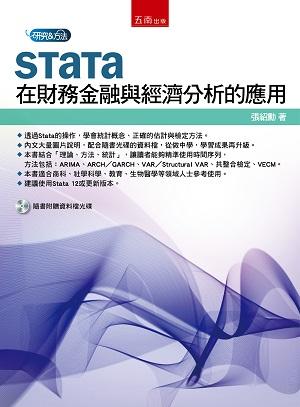 五南出版
研究&方法
STaTa
在財務金融與經濟分析的應用
張紹勳 著
◆ 透過Stata的操作，學會統計概念、正確的估計與檢定方法。
◆ 內文大量圖片說明，配合隨書光碟的資料檔，從做中學，學習成果再升級。
◆ 本書結合「理論、方法、統計」，讓讀者能夠精準使用時間序列，
方法包括：ARIMA、ARCH／GARCH、VAR／Structural VAR、共整合檢定、VECM。
◆ 本書適合商科、社學科學、教育、生物醫學等領域人士參考使用。
◆ 建議使用Stata 12或更新版本。
隨書附贈資料檔光碟